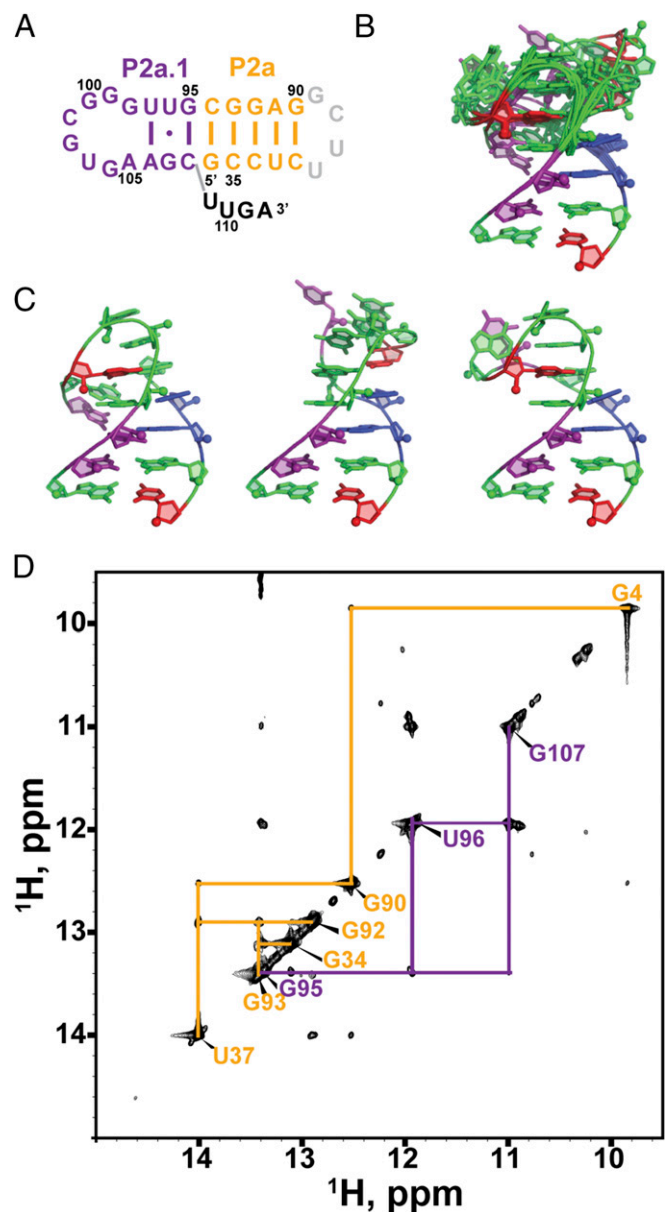 A
P2a.1 P2a
100 95 90
G G G U U G C G G A G G
C C
G U
U G A A G C G C C U C U
105 5' 35
U
U G A 3'
110
B
C
D
G4
G107
U96
G90
G92
G34
G95
G93
U37
10
11
12
13
14
¹H, ppm
14 13 12 11 10
¹H, ppm